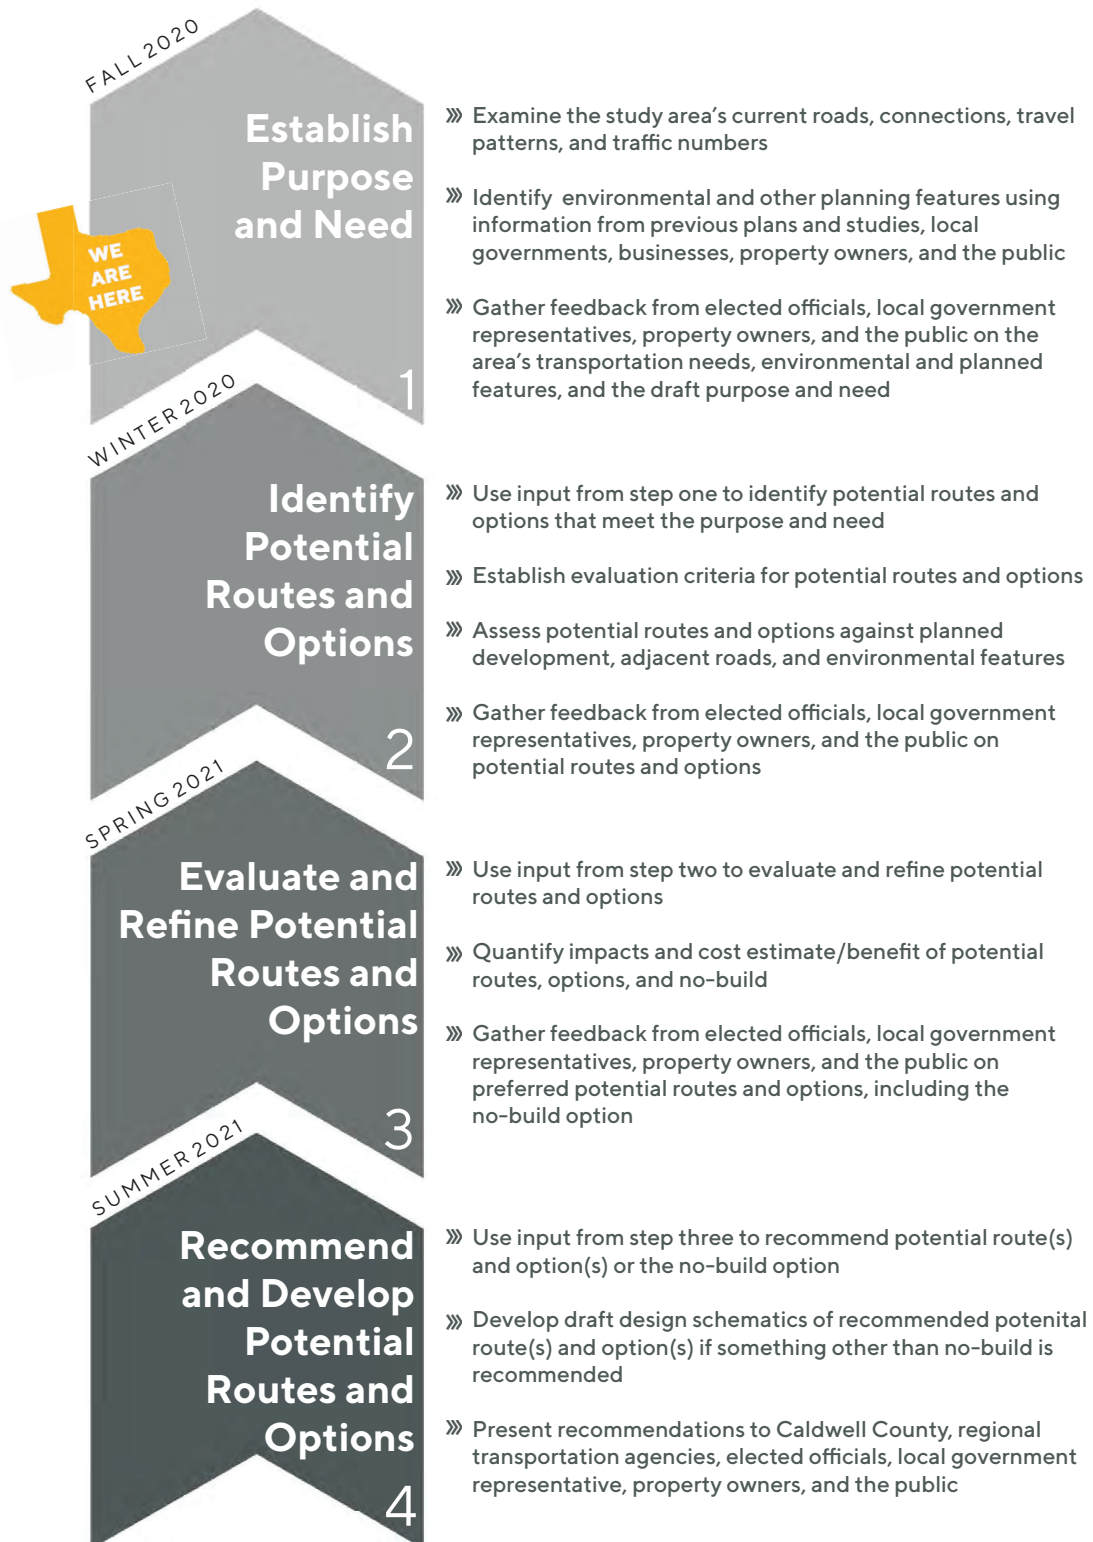 FALL 2020
Establish
Purpose
and Need
WE
ARE
HERE
1
»» Examine the study area's current roads, connections, travel
patterns, and traffic numbers
»» Identify environmental and other planning features using
information from previous plans and studies, local
governments, businesses, property owners, and the public
»» Gather feedback from elected officials, local government
representatives, property owners, and the public on the
area's transportation needs, environmental and planned
features, and the draft purpose and need
WINTER 2020
Identify
Potential
Routes and
Options
2
»» Use input from step one to identify potential routes and
options that meet the purpose and need
»» Establish evaluation criteria for potential routes and options
»» Assess potential routes and options against planned
development, adjacent roads, and environmental features
»» Gather feedback from elected officials, local government
representatives, property owners, and the public on
potential routes and options
SPRING 2021
Evaluate and
Refine Potential
Routes and
Options
3
»» Use input from step two to evaluate and refine potential
routes and options
»» Quantify impacts and cost estimate/benefit of potential
routes, options, and no-build
»» Gather feedback from elected officials, local government
representatives, property owners, and the public on
preferred potential routes and options, including the
no-build option
SUMMER 2021
Recommend
and Develop
Potential
Routes and
Options
4
»» Use input from step three to recommend potential route(s)
and option(s) or the no-build option
»» Develop draft design schematics of recommended potenital
route(s) and option(s) if something other than no-build is
recommended
»» Present recommendations to Caldwell County, regional
transportation agencies, elected officials, local government
representative, property owners, and the public